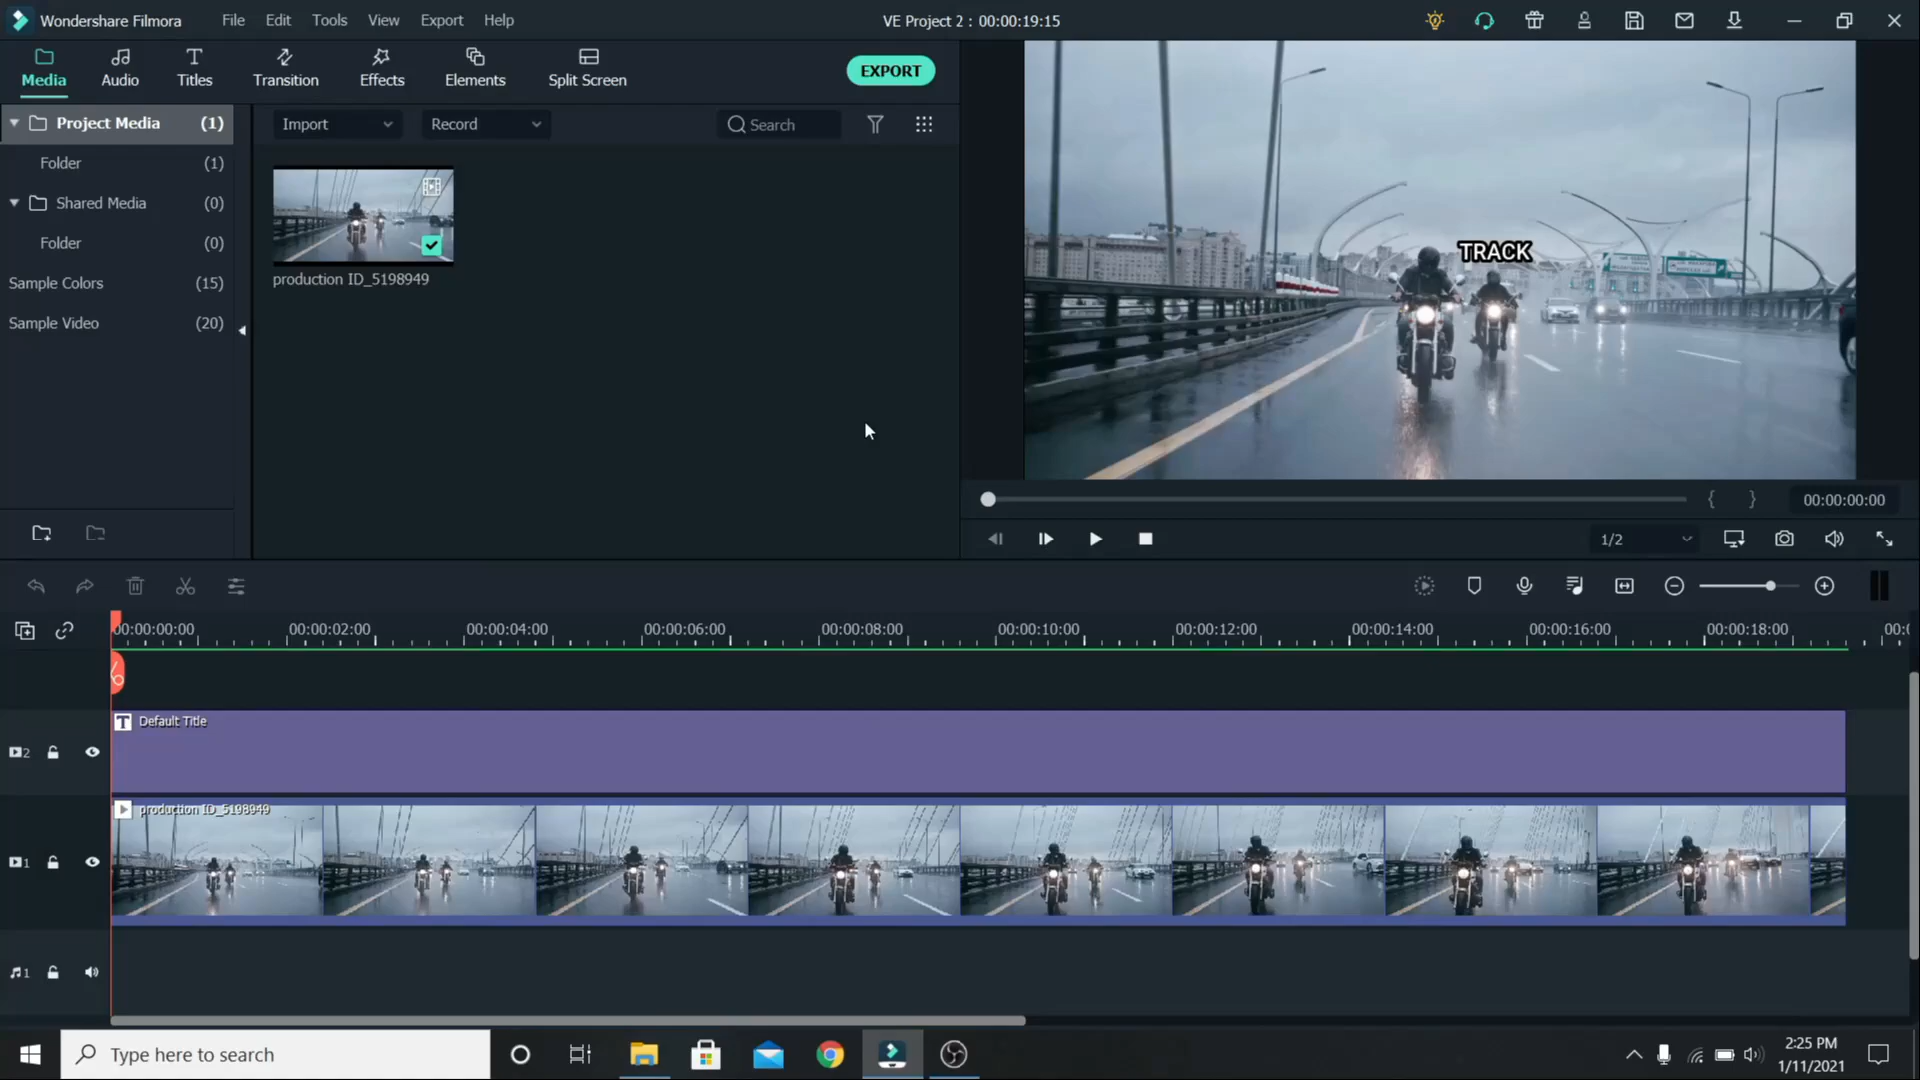 Wondershare Filmora File Edit Tools View Export Help VE Project 2 : 00:00:19:15
Media Audio Titles Transition Effects Elements Split Screen EXPORT
Project Media (1)
Folder (1)
Shared Media (0)
Folder (0)
Sample Colors (15)
Sample Video (20)
Import Record Search
production ID_5198949
TRACK
00:00:00:00
1/2
00:00:00:00 00:00:02:00 00:00:04:00 00:00:06:00 00:00:08:00 00:00:10:00 00:00:12:00 00:00:14:00 00:00:16:00 00:00:18:00 00:0
2 T Default Title
1 production ID_5198949
1
Type here to search
2:25 PM
1/11/2021